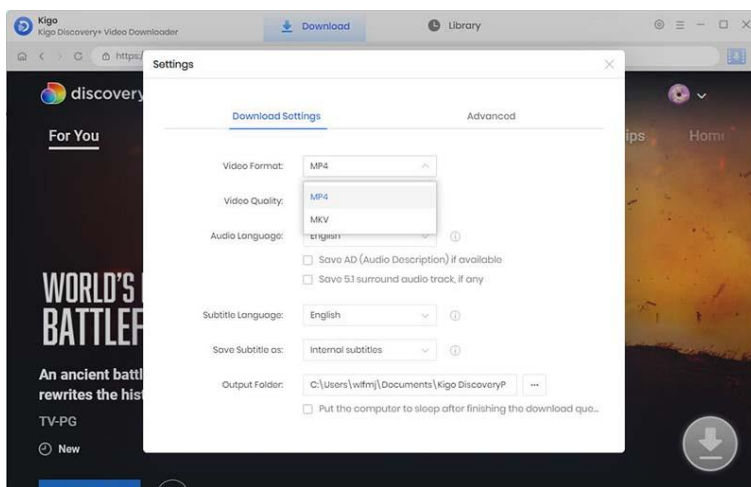 Kigo
Kigo Discovery+ Video Downloader
Download
Library
https:/
Settings
discovery
Download Settings
Advanced
For You
Video Format:
MP4
Video Quality:
MP4
MKV
Audio Language:
English
Save AD (Audio Description) if available
Save 5.1 surround audio track, if any
WORLD'S
BATTLEF
Subtitle Language:
English
Save Subtitle as:
Internal subtitles
An ancient battl
rewrites the hist
Output Folder:
C:\Users\wlfmj\Documents\Kigo DiscoveryP
...
Put the computer to sleep after finishing the download que...
TV-PG
New